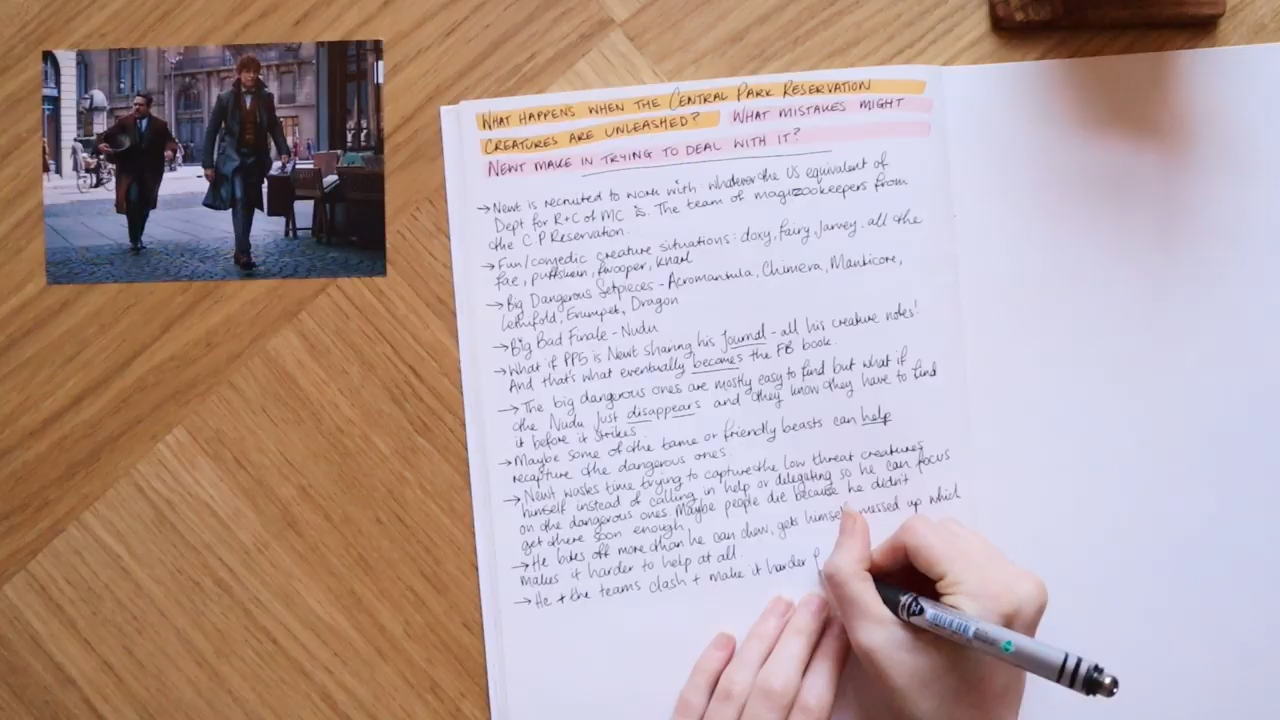 WHAT HAPPENS WHEN THE CENTRAL PARK RESERVATION
CREATURES ARE UNLEASHED? WHAT MISTAKES MIGHT
NEWT MAKE IN TRYING TO DEAL WITH IT?
→ Newt is recruited to work with: whatever the US equivalent of
Dept for R+C of MC is. The team of magizookeepers from
the C P Reservation.
→ Fun/comedic creature situations: doxy, fairy, Jarvey. all the
fae, puffskein, fwooper, knarl
→ Big Dangerous Setpieces - Acromantula, Chimera, Manticore,
Lethifold, Erumpet, Dragon
→ Big Bad Finale - Nudu
→ What if PP5 is Newt sharing his Journal - all his creature notes!
And that's what eventually becomes the FB book.
→ The big dangerous ones are mostly easy to find but what if
the Nudu Just disappears and they know they have to find
it before it strikes
→ Maybe some of the tame or friendly beasts can help
recapture the dangerous ones.
→ Newt wastes time trying to capture the low threat creatures
himself instead of calling in help or delegating so he can focus
on the dangerous ones. Maybe people die because he didn't
get there soon enough.
→ He bites off more than he can chew, gets himself messed up which
makes it harder to help at all.
→ He + the teams clash + make it harder